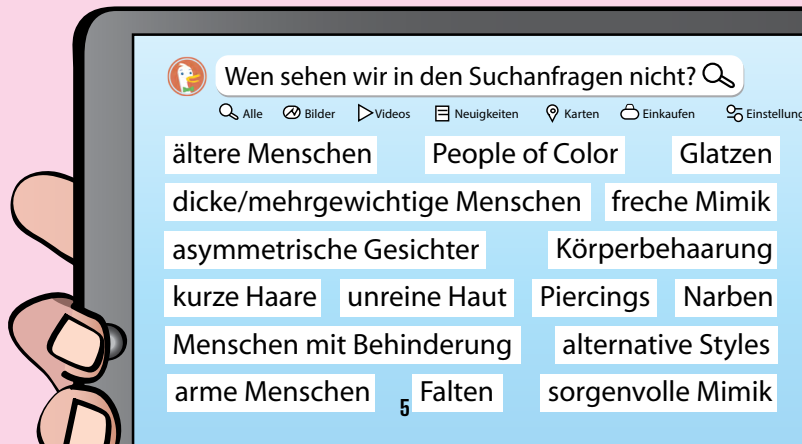 Wen sehen wir in den Suchanfragen nicht?
Alle Bilder Videos Neuigkeiten Karten Einkaufen Einstellung
ältere Menschen People of Color Glatzen
dicke/mehrgewichtige Menschen freche Mimik
asymmetrische Gesichter Körperbehaarung
kurze Haare unreine Haut Piercings Narben
Menschen mit Behinderung alternative Styles
arme Menschen Falten sorgenvolle Mimik
5